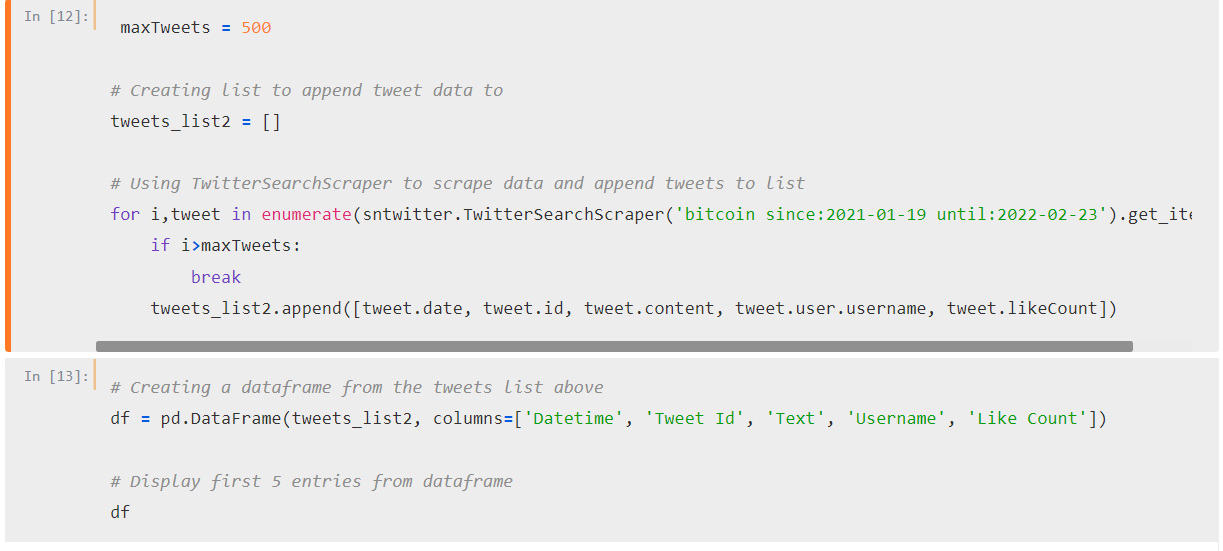 In [12]:
maxTweets = 500
# Creating list to append tweet data to
tweets_list2 = []
# Using TwitterSearchScraper to scrape data and append tweets to list
for i,tweet in enumerate(sntwitter.TwitterSearchScraper('bitcoin since:2021-01-19 until:2022-02-23').get_ite
if i>maxTweets:
break
tweets_list2.append([tweet.date, tweet.id, tweet.content, tweet.user.username, tweet.likeCount])
In [13]:
# Creating a dataframe from the tweets list above
df = pd.DataFrame(tweets_list2, columns=['Datetime', 'Tweet Id', 'Text', 'Username', 'Like Count'])
# Display first 5 entries from dataframe
df